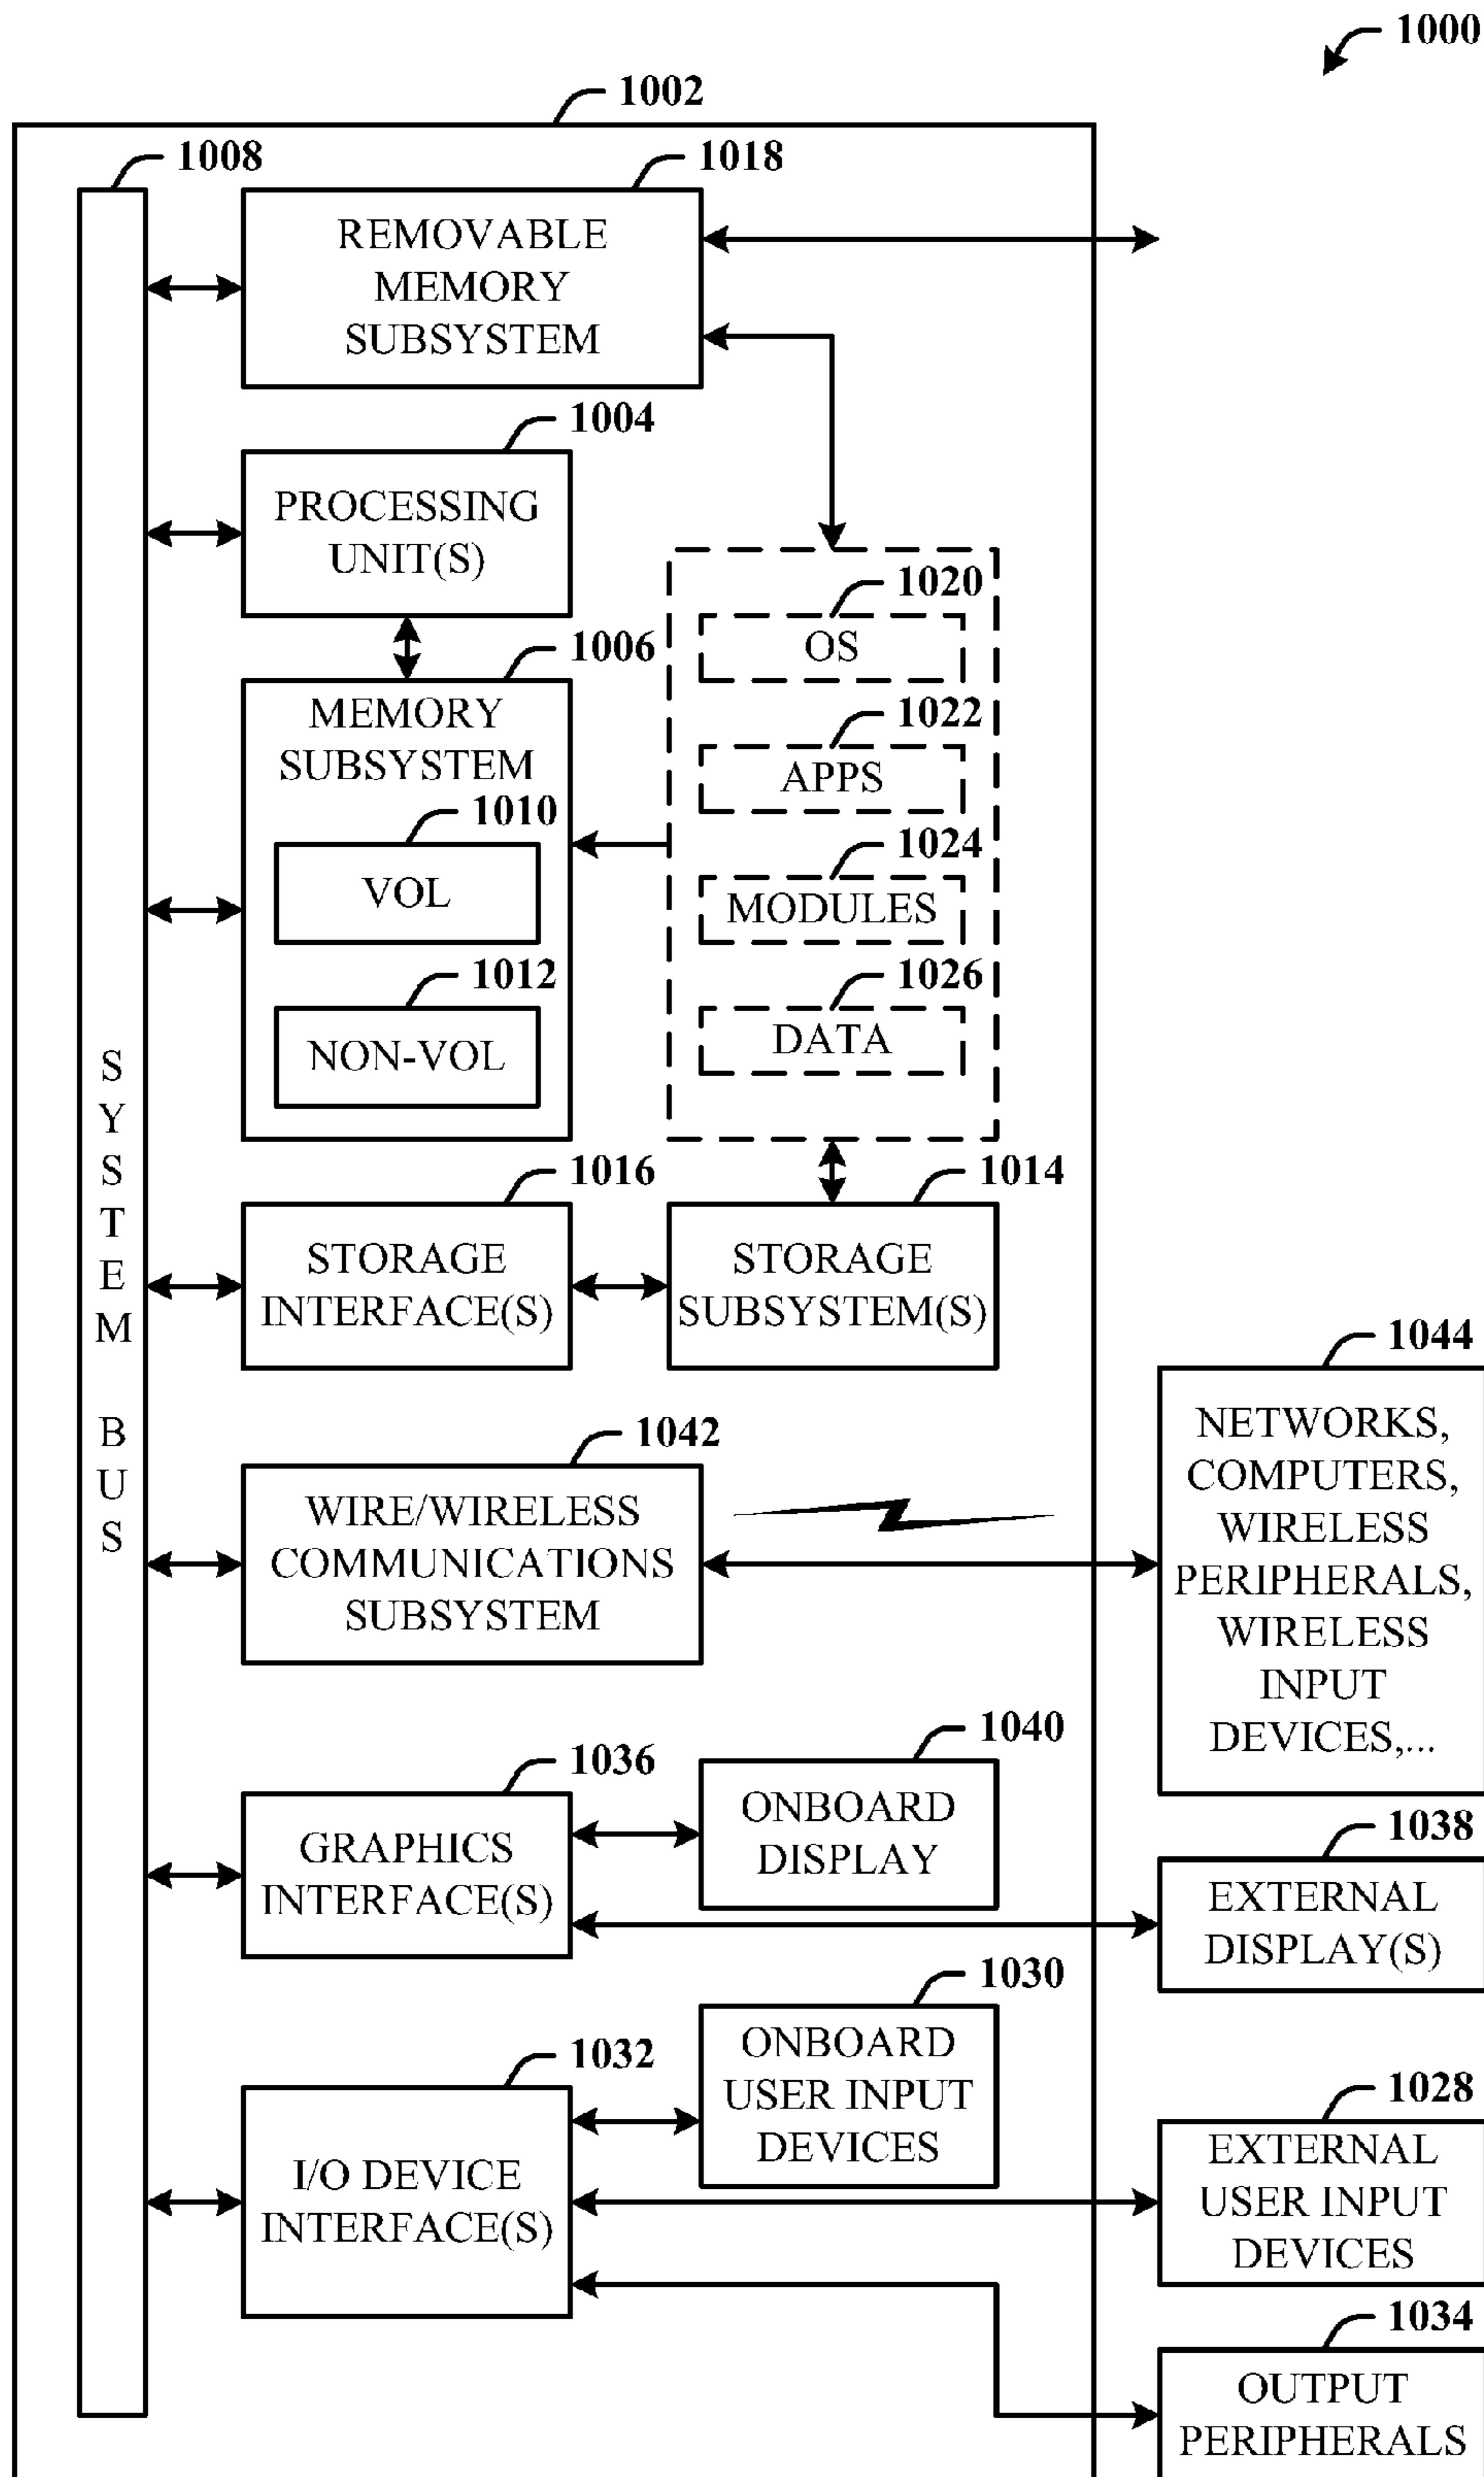 1000
1002
1008
1018
REMOVABLE
MEMORY
SUBSYSTEM
1004
PROCESSING
UNIT(S)
1006
MEMORY
SUBSYSTEM
1010
VOL
1012
NON-VOL
1020
OS
1022
APPS
1024
MODULES
1026
DATA
SYSTEM BUS
1016
STORAGE
INTERFACE(S)
1014
STORAGE
SUBSYSTEM(S)
1042
WIRE/WIRELESS
COMMUNICATIONS
SUBSYSTEM
1044
NETWORKS,
COMPUTERS,
WIRELESS
PERIPHERALS,
WIRELESS
INPUT
DEVICES,...
1036
GRAPHICS
INTERFACE(S)
1040
ONBOARD
DISPLAY
1038
EXTERNAL
DISPLAY(S)
1032
I/O DEVICE
INTERFACE(S)
1030
ONBOARD
USER INPUT
DEVICES
1028
EXTERNAL
USER INPUT
DEVICES
1034
OUTPUT
PERIPHERALS